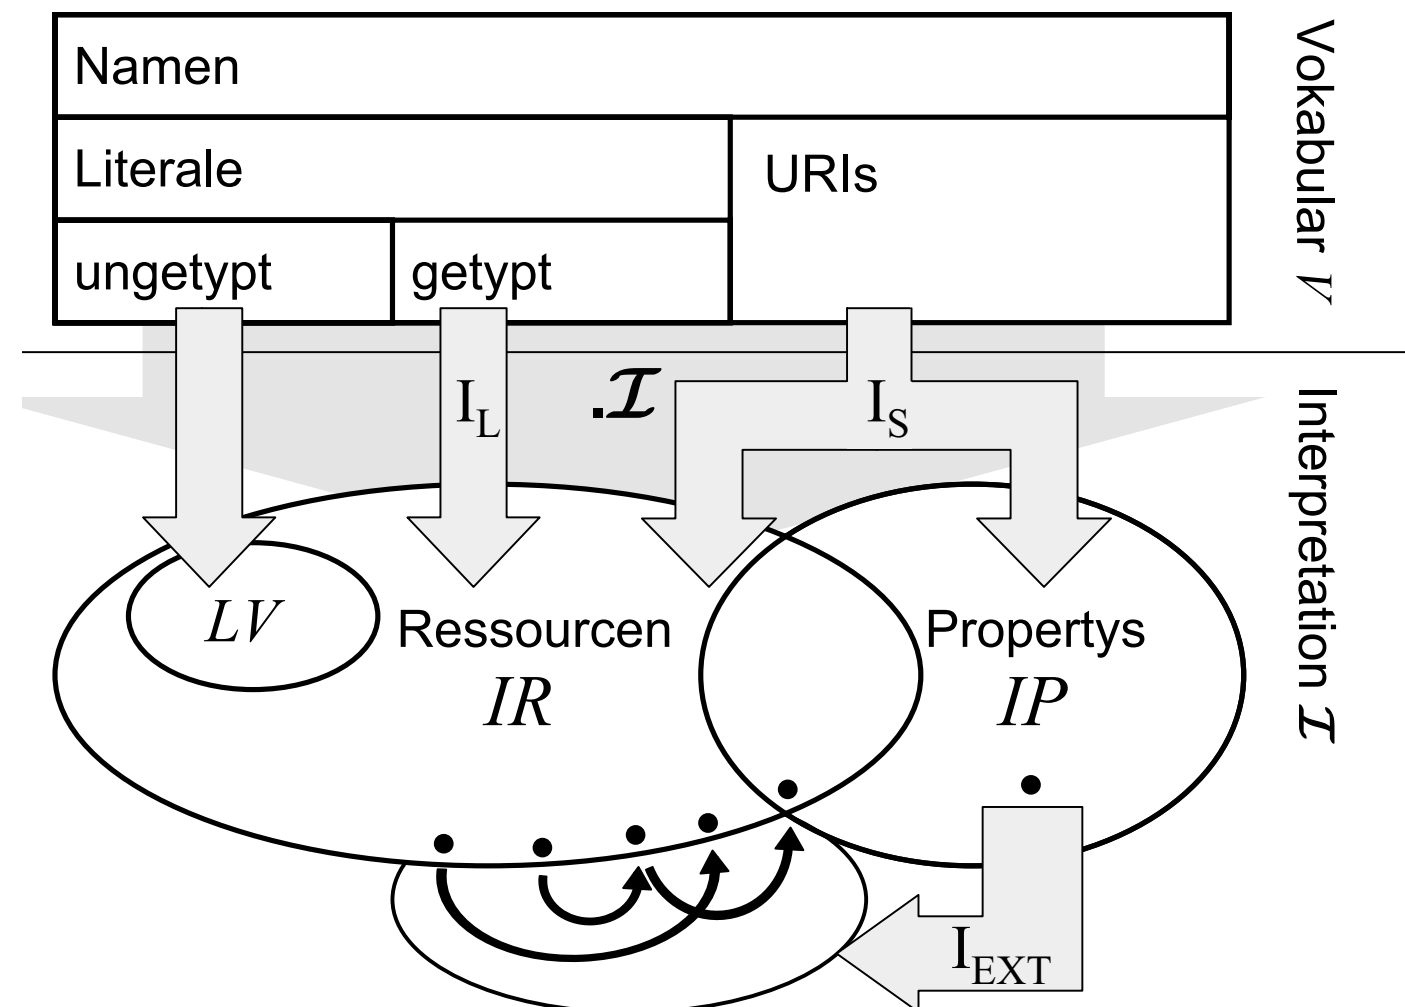 Namen
Literale
URIs
ungetypt
getypt
Vokabular V
I_L
.I
I_S
Interpretation I
LV
Ressourcen
IR
Propertys
IP
I_EXT